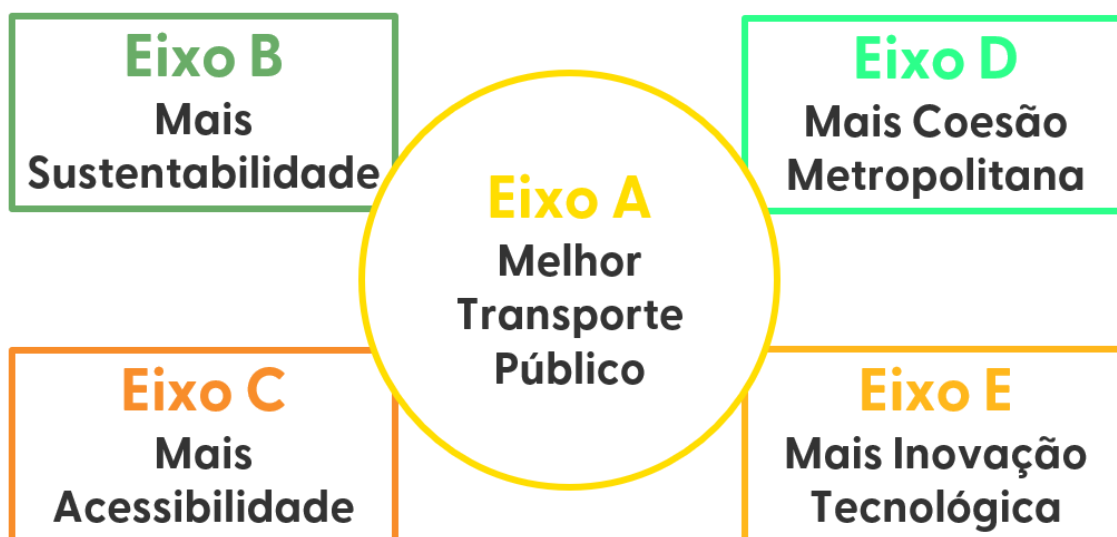 Eixo B
Mais
Sustentabilidade
Eixo D
Mais Coesão
Metropolitana
Eixo A
Melhor
Transporte
Público
Eixo C
Mais
Acessibilidade
Eixo E
Mais Inovação
Tecnológica